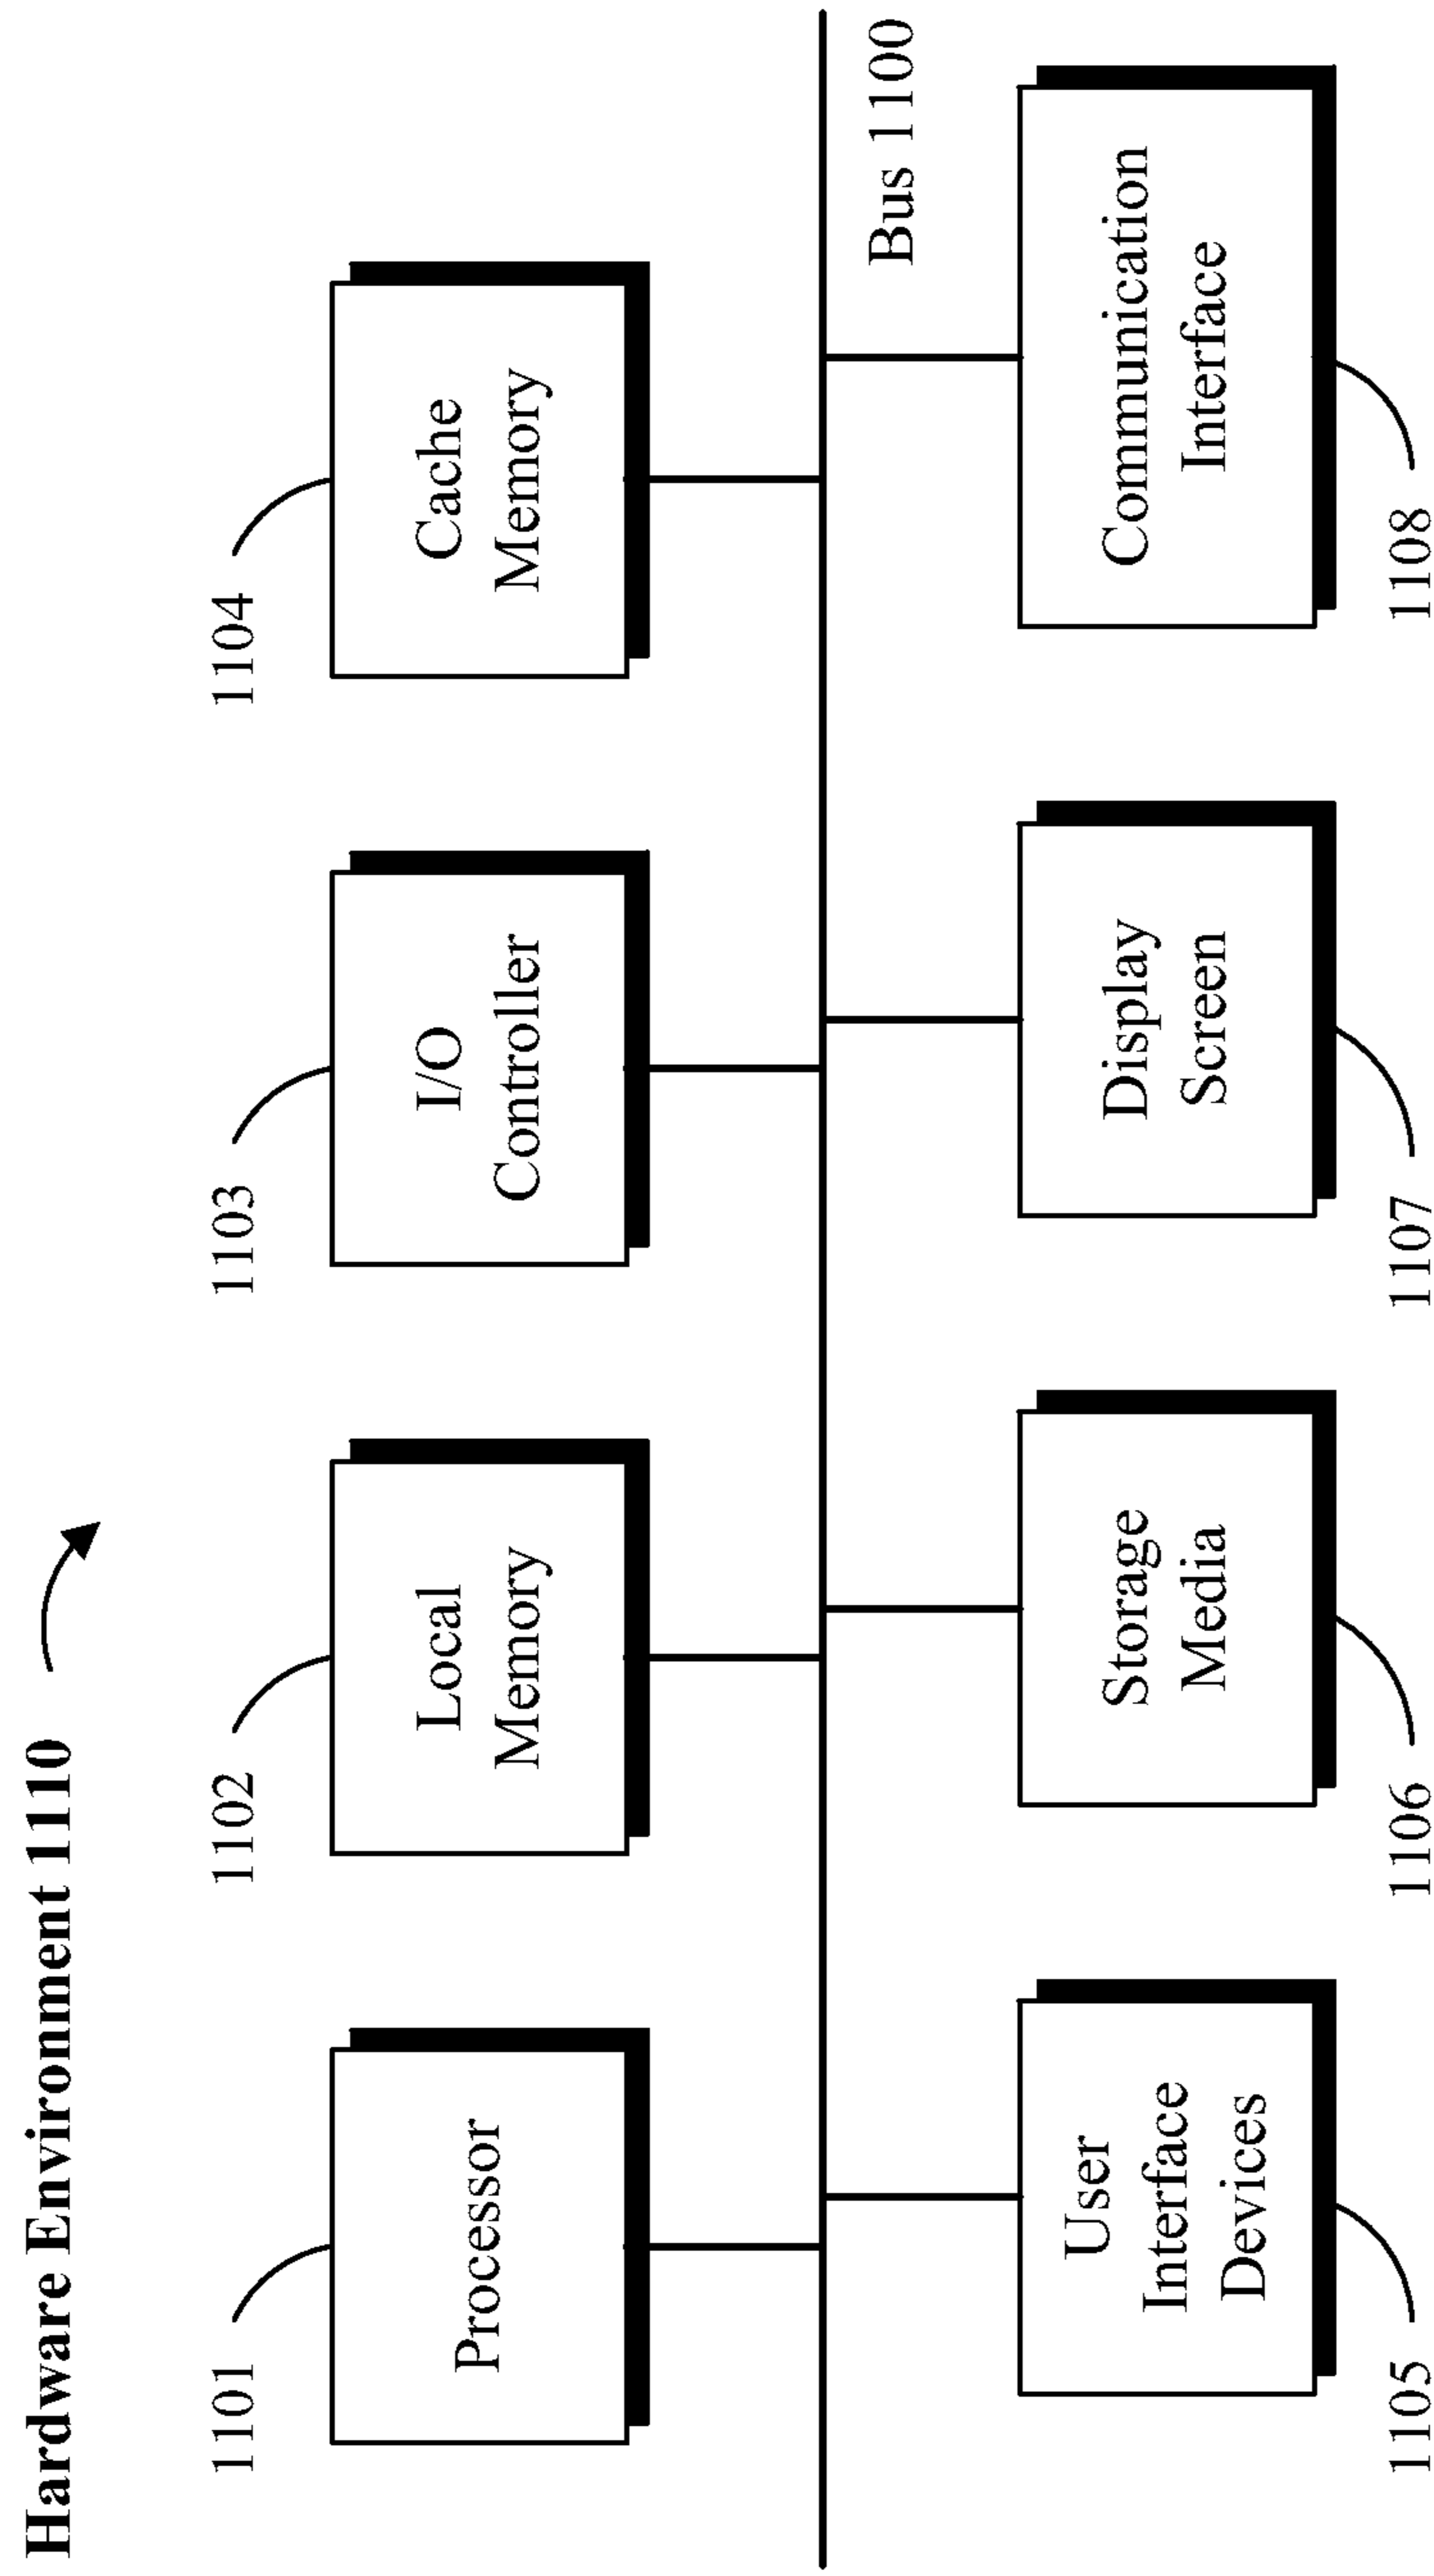 Hardware Environment 1110
1101
1102
1103
1104
Processor
Local
Memory
I/O
Controller
Cache
Memory
Bus 1100
User
Interface
Devices
Storage
Media
Display
Screen
Communication
Interface
1105
1106
1107
1108